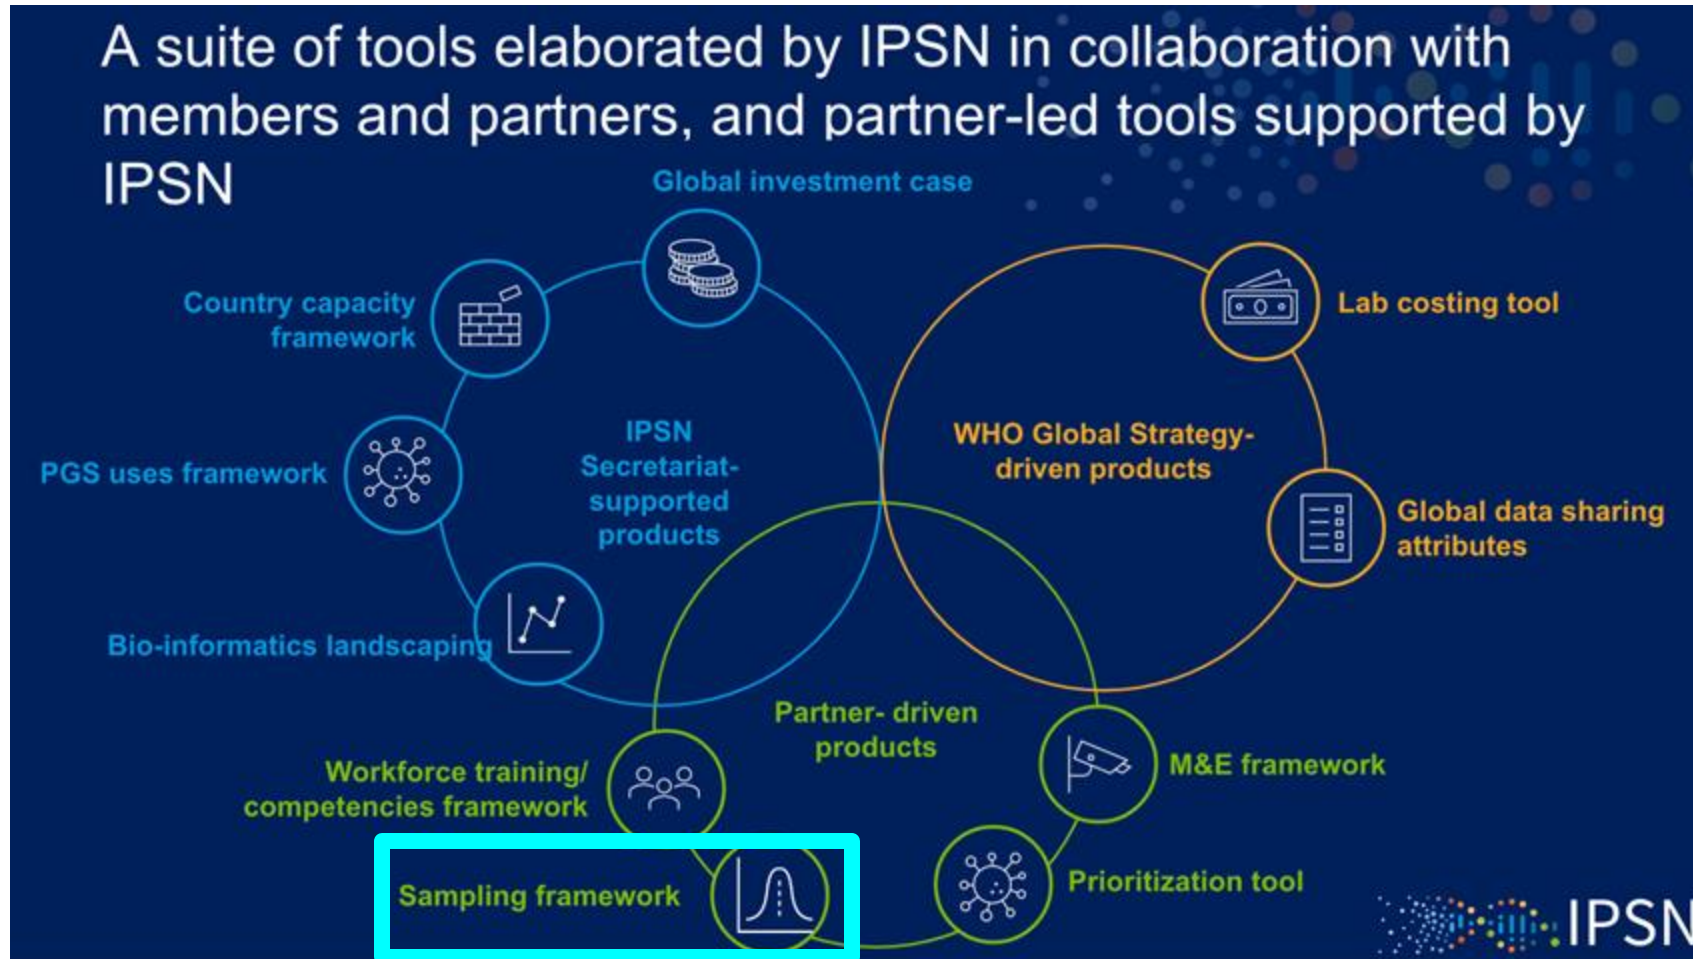 A suite of tools elaborated by IPSN in collaboration with
members and partners, and partner-led tools supported by
IPSN
Global investment case
Country capacity
framework
Lab costing tool
PGS uses framework
IPSN
Secretariat-
supported
products
WHO Global Strategy-
driven products
Global data sharing
attributes
Bio-informatics landscaping
Partner- driven
products
Workforce training/
competencies framework
M&E framework
Sampling framework
Prioritization tool
IPSN